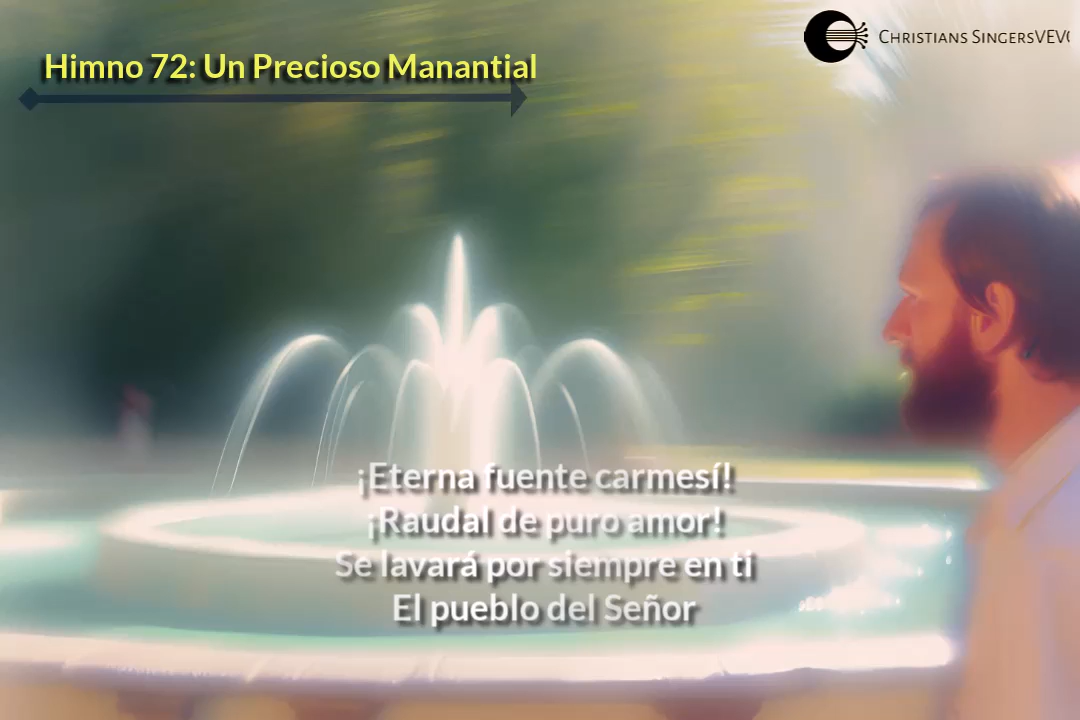 Christians SingersVEVO
Himno 72: Un Precioso Manantial
¡Eterna fuente carmesí!
¡Raudal de puro amor!
Se lavará por siempre en ti
El pueblo del Señor